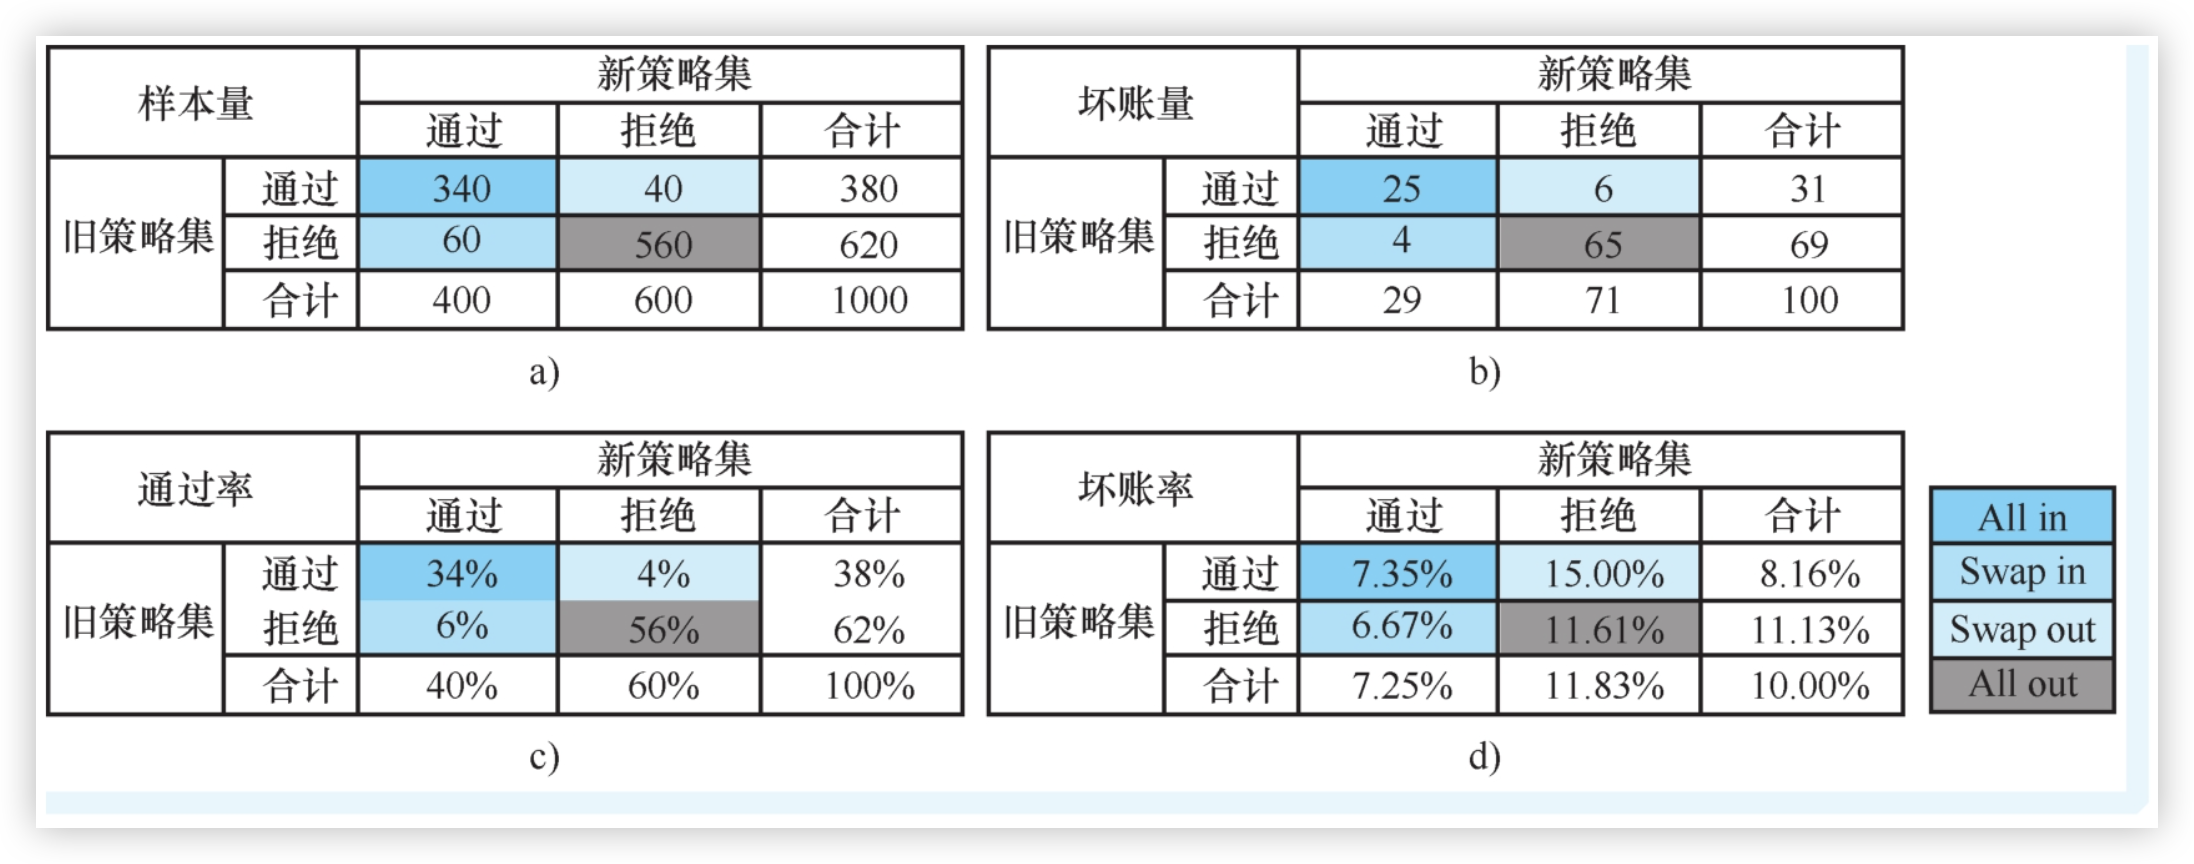 样本量 新策略集
通过 拒绝 合计
旧策略集 通过 340 40 380
拒绝 60 560 620
合计 400 600 1000
a)
坏账量 新策略集
通过 拒绝 合计
旧策略集 通过 25 6 31
拒绝 4 65 69
合计 29 71 100
b)
通过率 新策略集
通过 拒绝 合计
旧策略集 通过 34% 4% 38%
拒绝 6% 56% 62%
合计 40% 60% 100%
c)
坏账率 新策略集
通过 拒绝 合计
旧策略集 通过 7.35% 15.00% 8.16%
拒绝 6.67% 11.61% 11.13%
合计 7.25% 11.83% 10.00%
d)
All in
Swap in
Swap out
All out